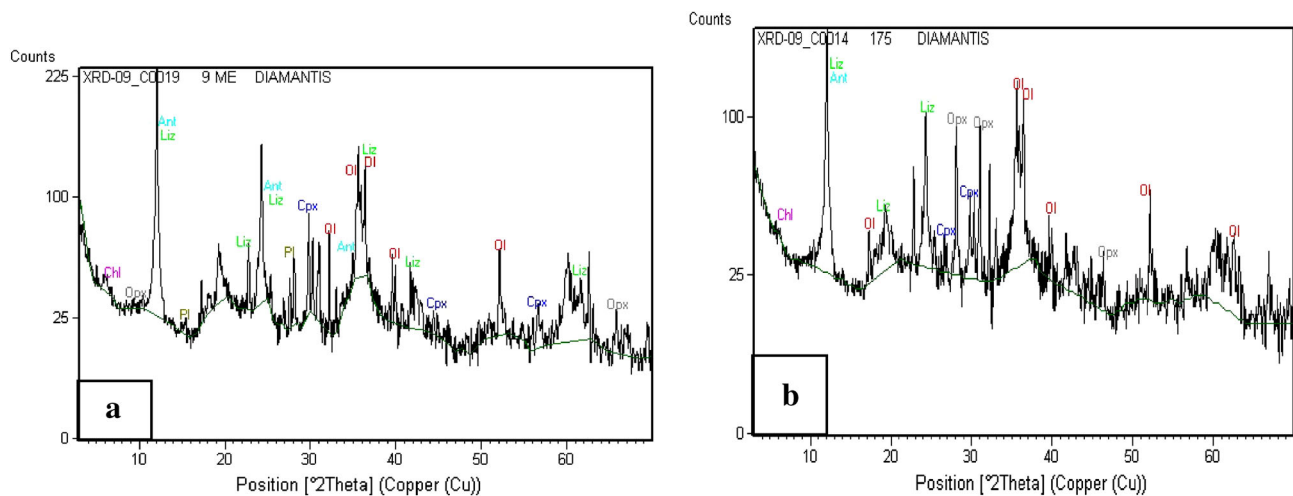 Counts
XRD-09_C0019 9 ME DIAMANTIS
225
100
25
0
Ant
Liz
Chl
Opx
Pl
Liz
Ant
Liz
Pl
Cpx
Ol
Ol
Liz
Ol
Ant
Ol
Liz
Cpx
Ol
Cpx
Liz
Opx
a
10 20 30 40 50 60
Position [°2Theta] (Copper (Cu))
Counts
XRD-09_C0014 175 DIAMANTIS
100
25
0
Liz
Ant
Chl
Ol
Liz
Liz
Cpx
Opx
Cpx
Opx
Ol
Ol
Ol
Opx
Ol
Ol
b
10 20 30 40 50 60
Position [°2Theta] (Copper (Cu))